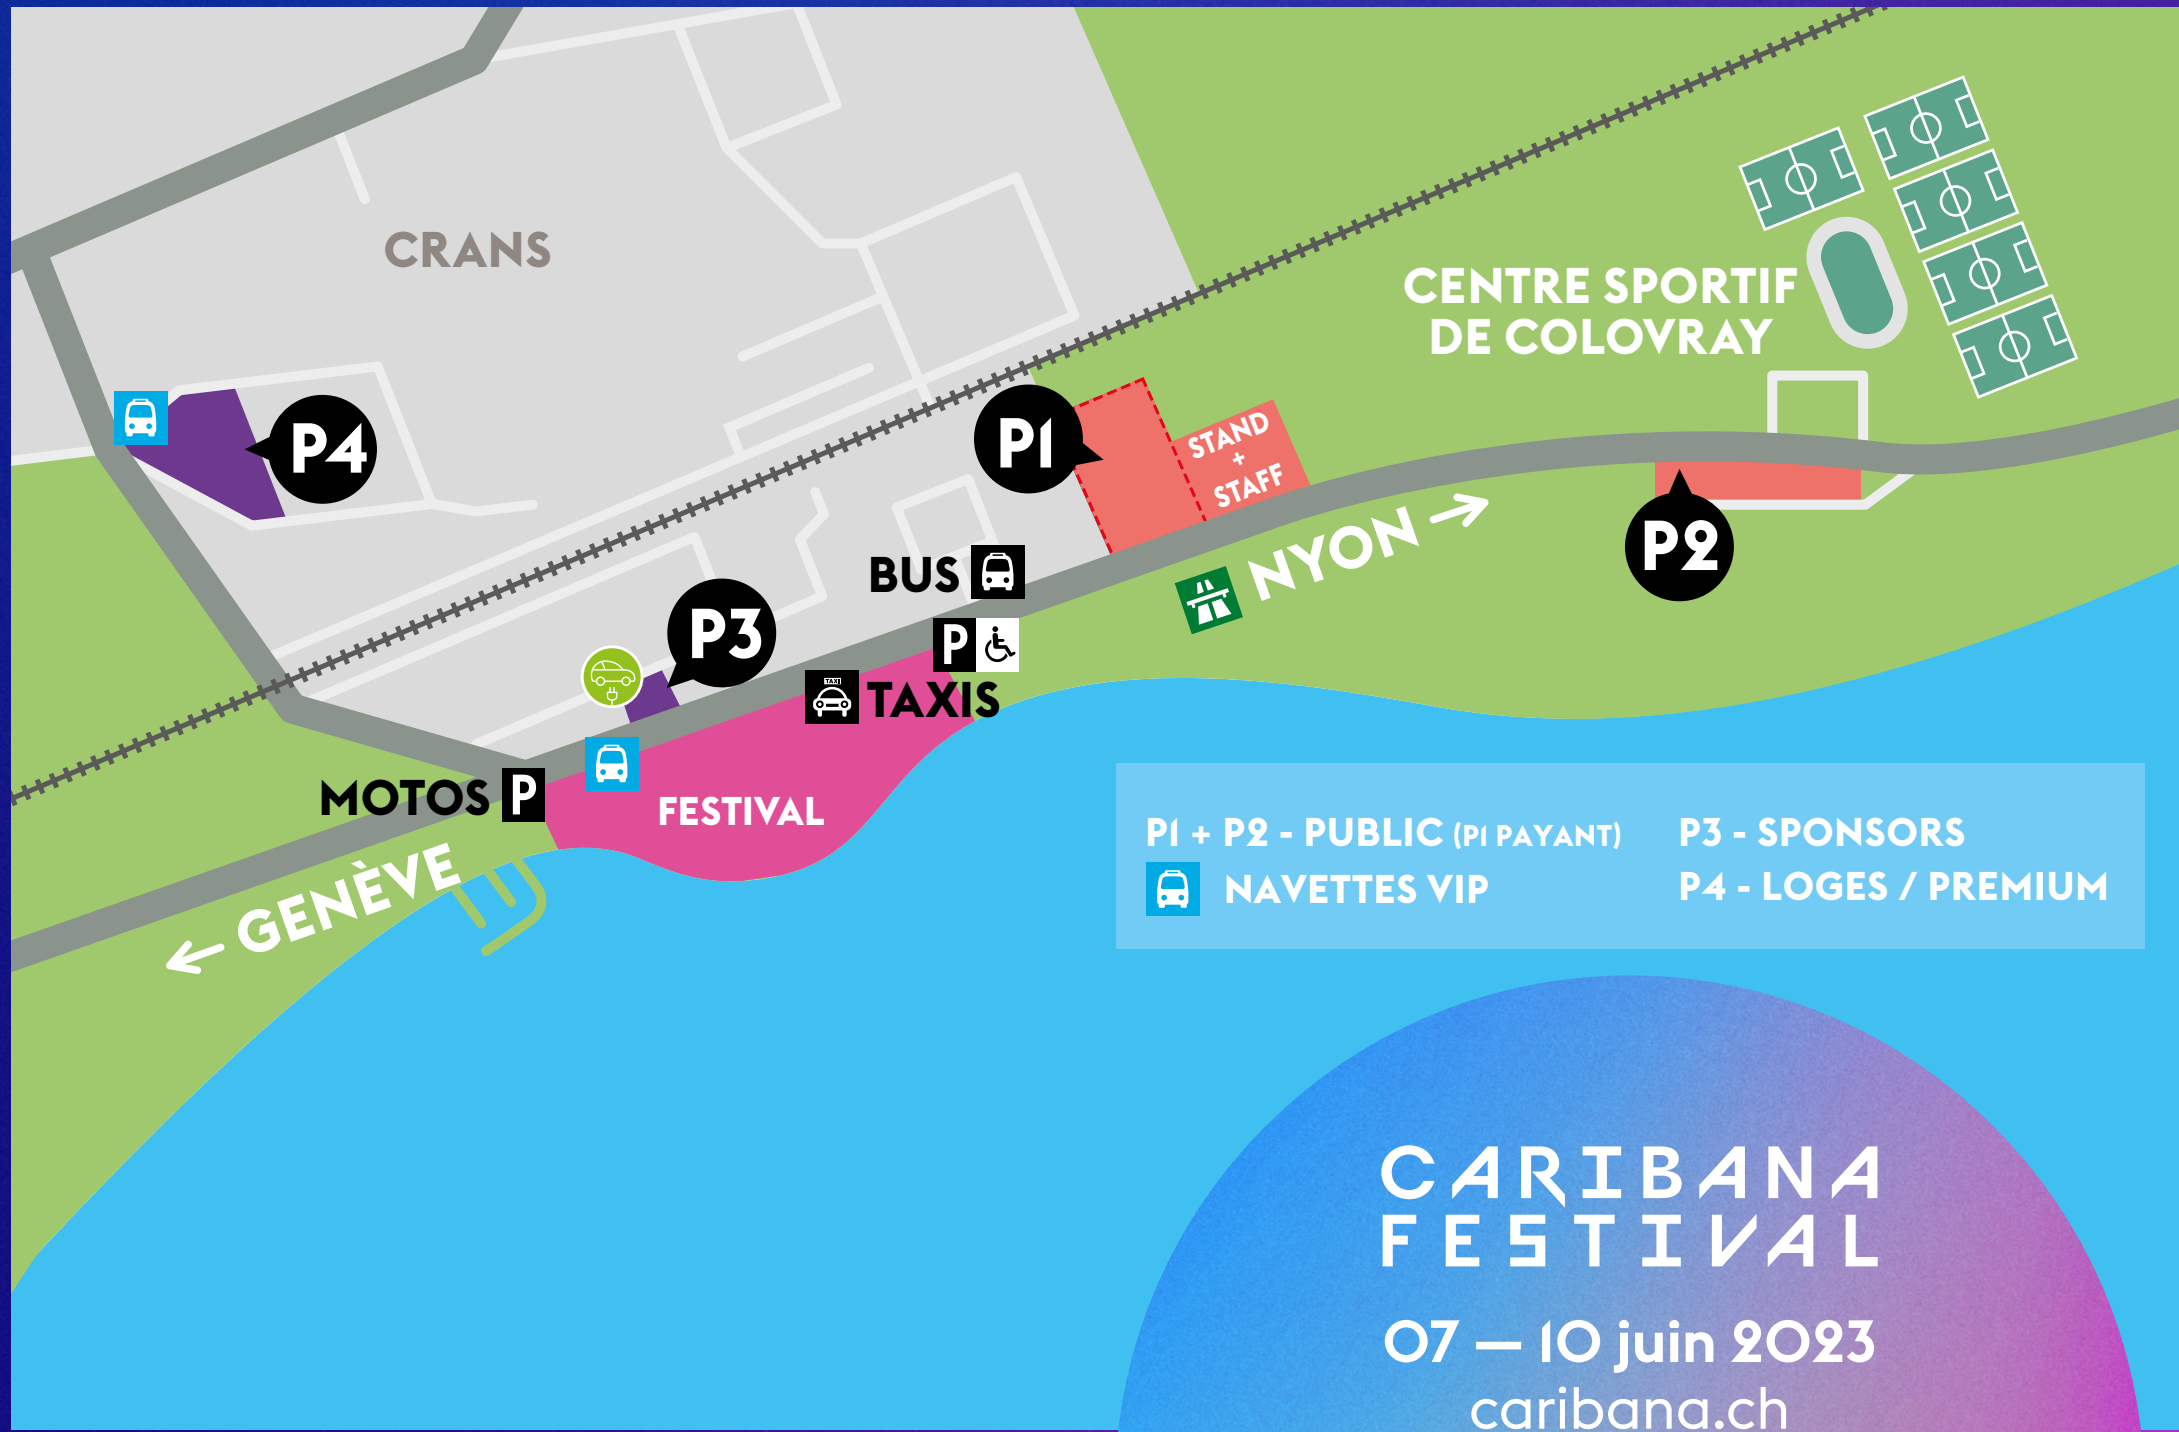 CRANS
CENTRE SPORTIF
DE COLOVRAY
P4
P1
STAND
+
STAFF
NYON
P2
BUS
P3
P
TAXI
TAXIS
MOTOS P
FESTIVAL
GENÈVE
P1 + P2 - PUBLIC (P1 PAYANT)
NAVETTES VIP
P3 - SPONSORS
P4 - LOGES / PREMIUM
CARIBANA
FESTIVAL
07 — 10 juin 2023
caribana.ch